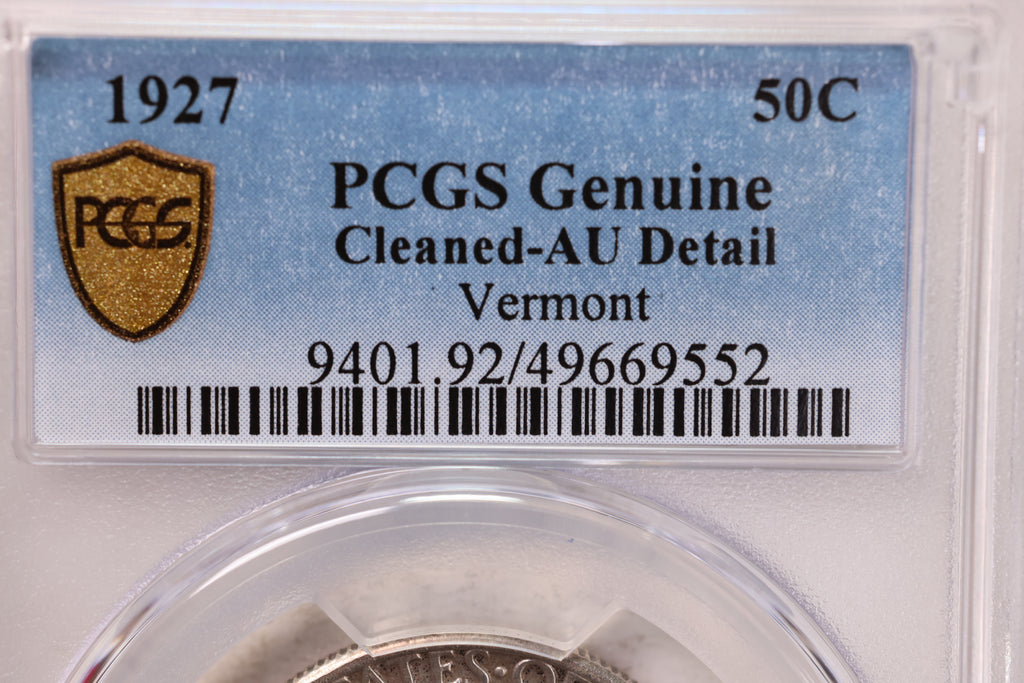 1927 50C
PCGS
PCGS Genuine
Cleaned-AU Detail
Vermont
9401.92/49669552